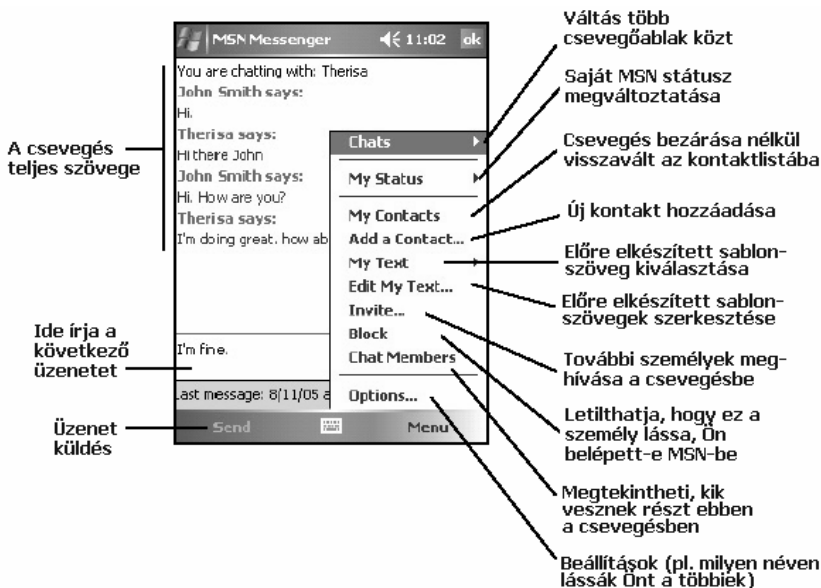 MSN Messenger 11:02 ok
You are chatting with: Therisa
John Smith says:
Hi.
Therisa says:
Hi there John
John Smith says:
Hi. How are you?
Therisa says:
I'm doing great. how ab
I'm fine.
Last message: 8/11/05 a
Send
Menu
Chats
My Status
My Contacts
Add a Contact...
My Text
Edit My Text...
Invite...
Block
Chat Members
Options...
A csevegés
teljes szövege
Ide írja a
következő
üzenetet
Üzenet
küldés
Váltás több
csevegőablak közt
Saját MSN státusz
megváltoztatása
Csevegés bezárása nélkül
visszavált az kontaktlistába
Új kontakt hozzáadása
Előre elkészített sablon-
szöveg kiválasztása
Előre elkészített sablon-
szövegek szerkesztése
További személyek meg-
hívása a csevegésbe
Letilthatja, hogy ez a
személy lássa, Ön
belépett-e MSN-be
Megtekintheti, kik
vesznek részt ebben
a csevegésben
Beállítások (pl. milyen néven
lássák Önt a többiek)